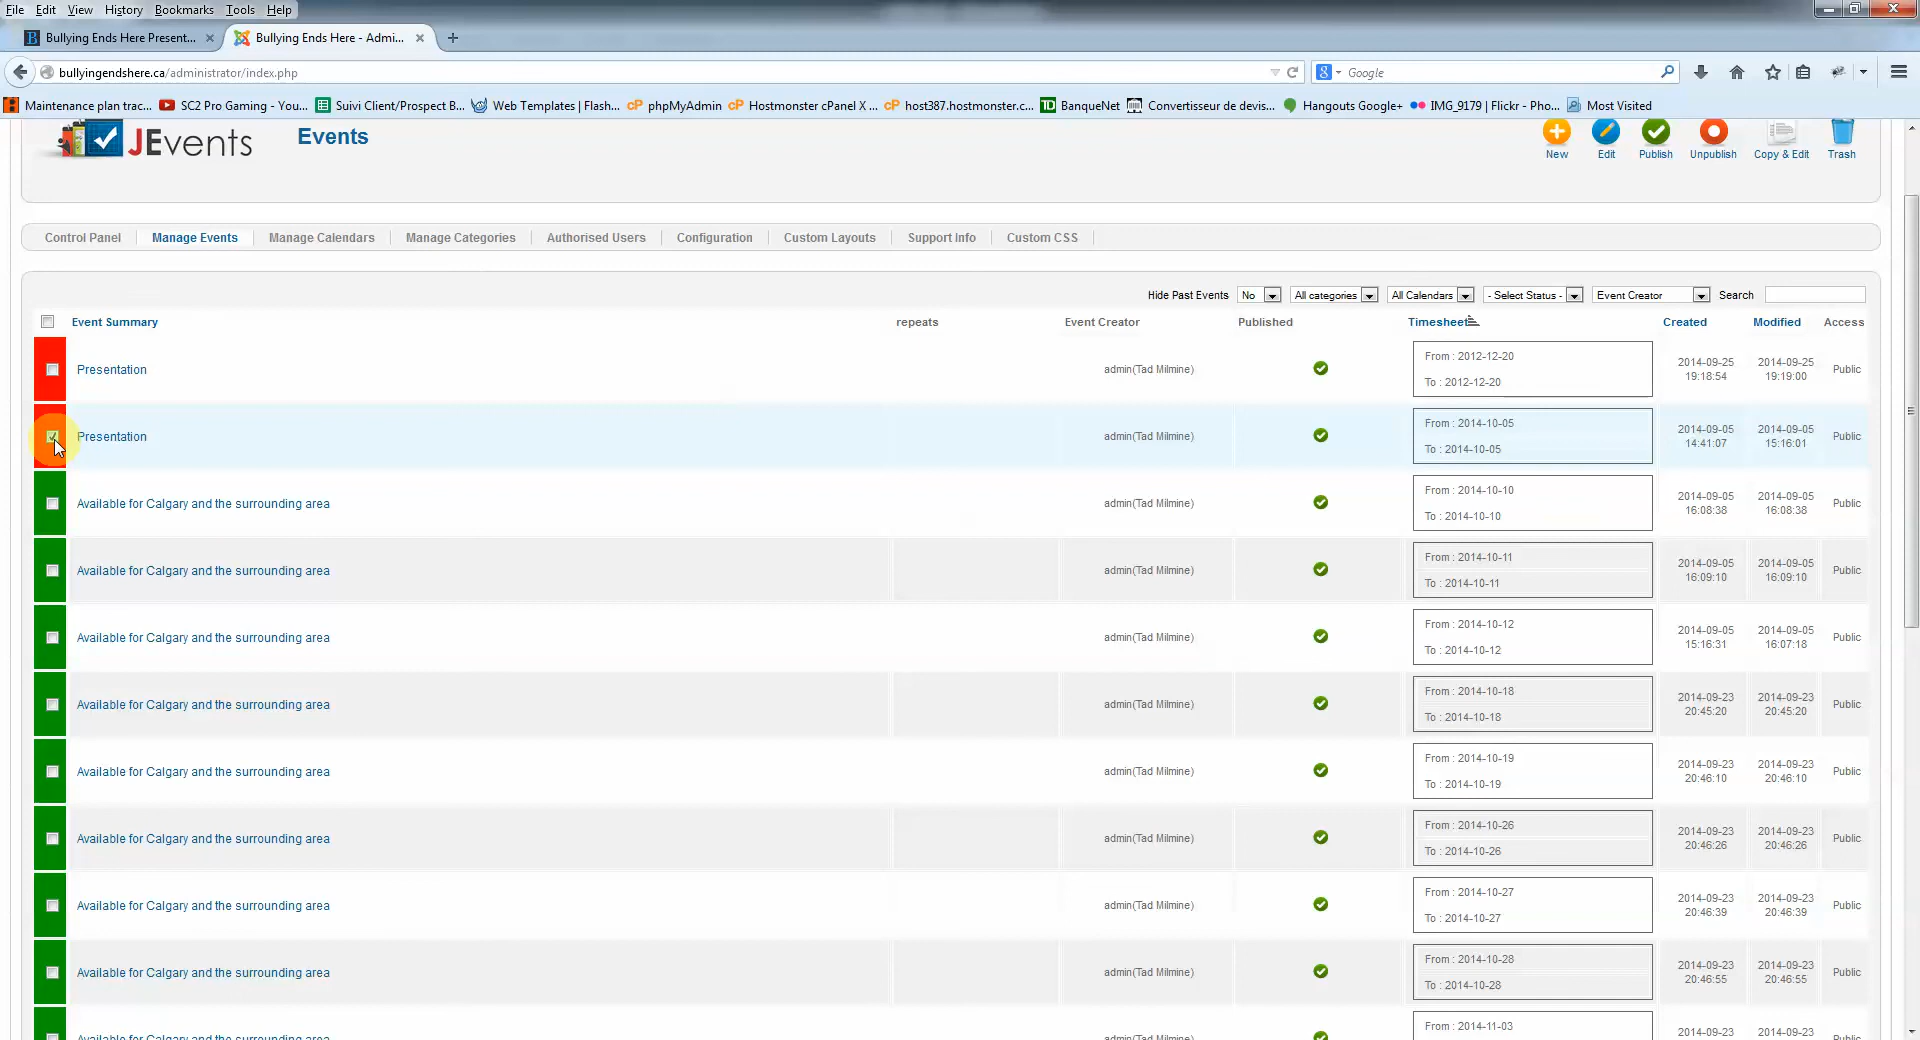 File Edit View History Bookmarks Tools Help
Bullying Ends Here Present... Bullying Ends Here - Admi...
bullyingendshere.ca/administrator/index.php Google
Maintenance plan trac... SC2 Pro Gaming - You... Suivi Client/Prospect B... Web Templates | Flash... phpMyAdmin Hostmonster cPanel X ... host387.hostmonster.c... BanqueNet Convertisseur de devis... Hangouts Google+ IMG_9179 | Flickr - Pho... Most Visited
JEvents Events New Edit Publish Unpublish Copy & Edit Trash
Control Panel Manage Events Manage Calendars Manage Categories Authorised Users Configuration Custom Layouts Support Info Custom CSS
Hide Past Events No All categories All Calendars - Select Status - Event Creator Search
Event Summary repeats Event Creator Published Timesheet Created Modified Access
Presentation admin(Tad Milmine) From : 2012-12-20 2014-09-25 2014-09-25 Public
To : 2012-12-20 19:18:54 19:19:00
Presentation admin(Tad Milmine) From : 2014-10-05 2014-09-05 2014-09-05 Public
To : 2014-10-05 14:41:07 15:16:01
Available for Calgary and the surrounding area admin(Tad Milmine) From : 2014-10-10 2014-09-05 2014-09-05 Public
To : 2014-10-10 16:08:38 16:08:38
Available for Calgary and the surrounding area admin(Tad Milmine) From : 2014-10-11 2014-09-05 2014-09-05 Public
To : 2014-10-11 16:09:10 16:09:10
Available for Calgary and the surrounding area admin(Tad Milmine) From : 2014-10-12 2014-09-05 2014-09-05 Public
To : 2014-10-12 15:16:31 16:07:18
Available for Calgary and the surrounding area admin(Tad Milmine) From : 2014-10-18 2014-09-23 2014-09-23 Public
To : 2014-10-18 20:45:20 20:45:20
Available for Calgary and the surrounding area admin(Tad Milmine) From : 2014-10-19 2014-09-23 2014-09-23 Public
To : 2014-10-19 20:46:10 20:46:10
Available for Calgary and the surrounding area admin(Tad Milmine) From : 2014-10-26 2014-09-23 2014-09-23 Public
To : 2014-10-26 20:46:26 20:46:26
Available for Calgary and the surrounding area admin(Tad Milmine) From : 2014-10-27 2014-09-23 2014-09-23 Public
To : 2014-10-27 20:46:39 20:46:39
Available for Calgary and the surrounding area admin(Tad Milmine) From : 2014-10-28 2014-09-23 2014-09-23 Public
To : 2014-10-28 20:46:55 20:46:55
Available for Calgary and the surrounding area admin(Tad Milmine) From : 2014-11-03 2014-09-23 2014-09-23 Public